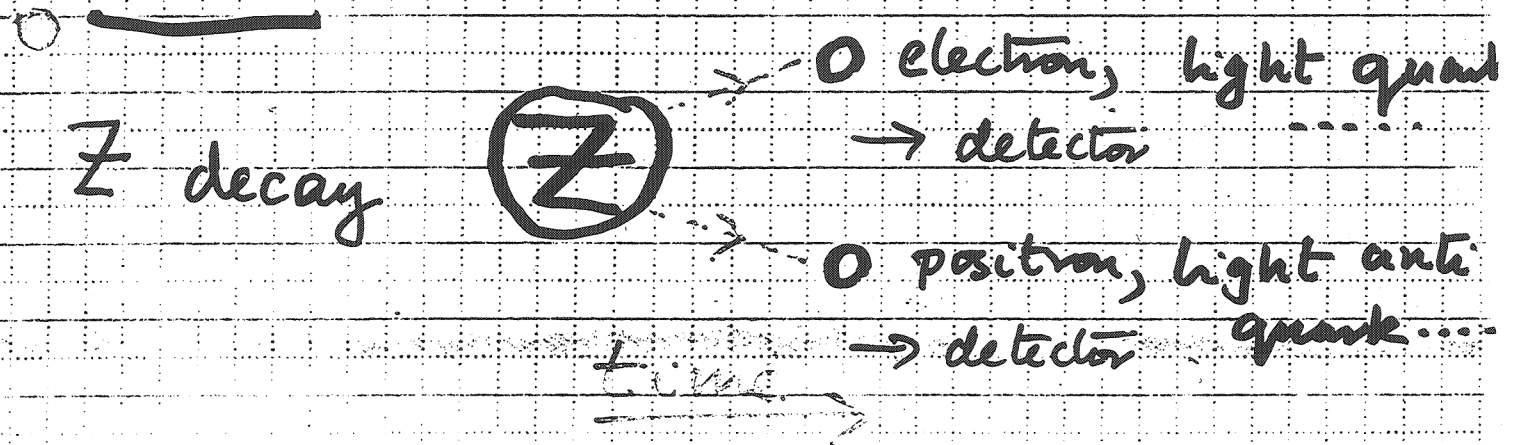 electron, light quark
.....
→ detector
Z decay
Z
positron, light anti
quark....
→ detector
time